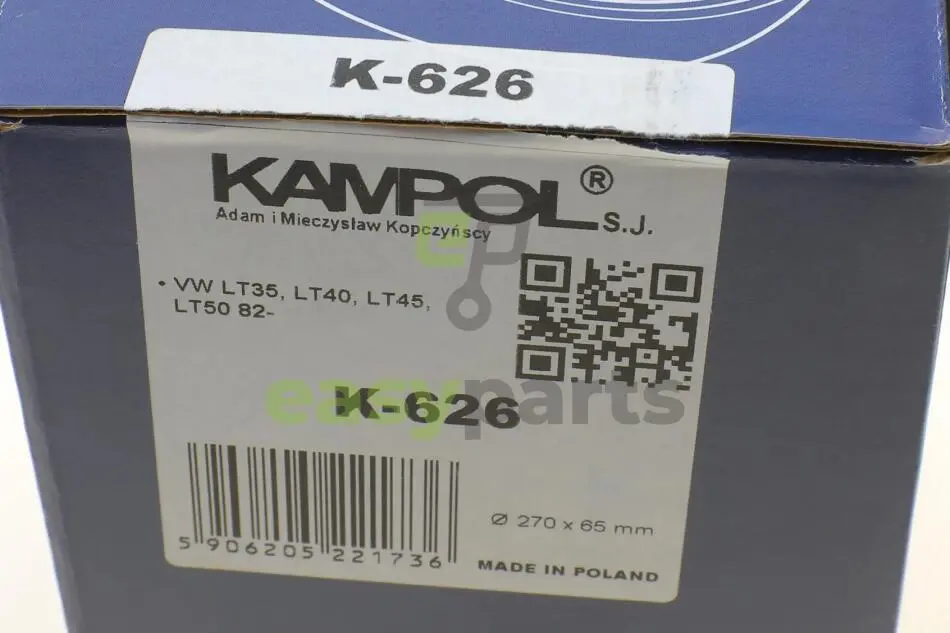 K-626
KAMPOL® S.J.
Adam i Mieczysław Kopczyńscy
• VW LT35, LT40, LT45,
LT50 82-
eP
easyparts
K-626
Ø 270 x 65 mm
5 906205 221736
MADE IN POLAND